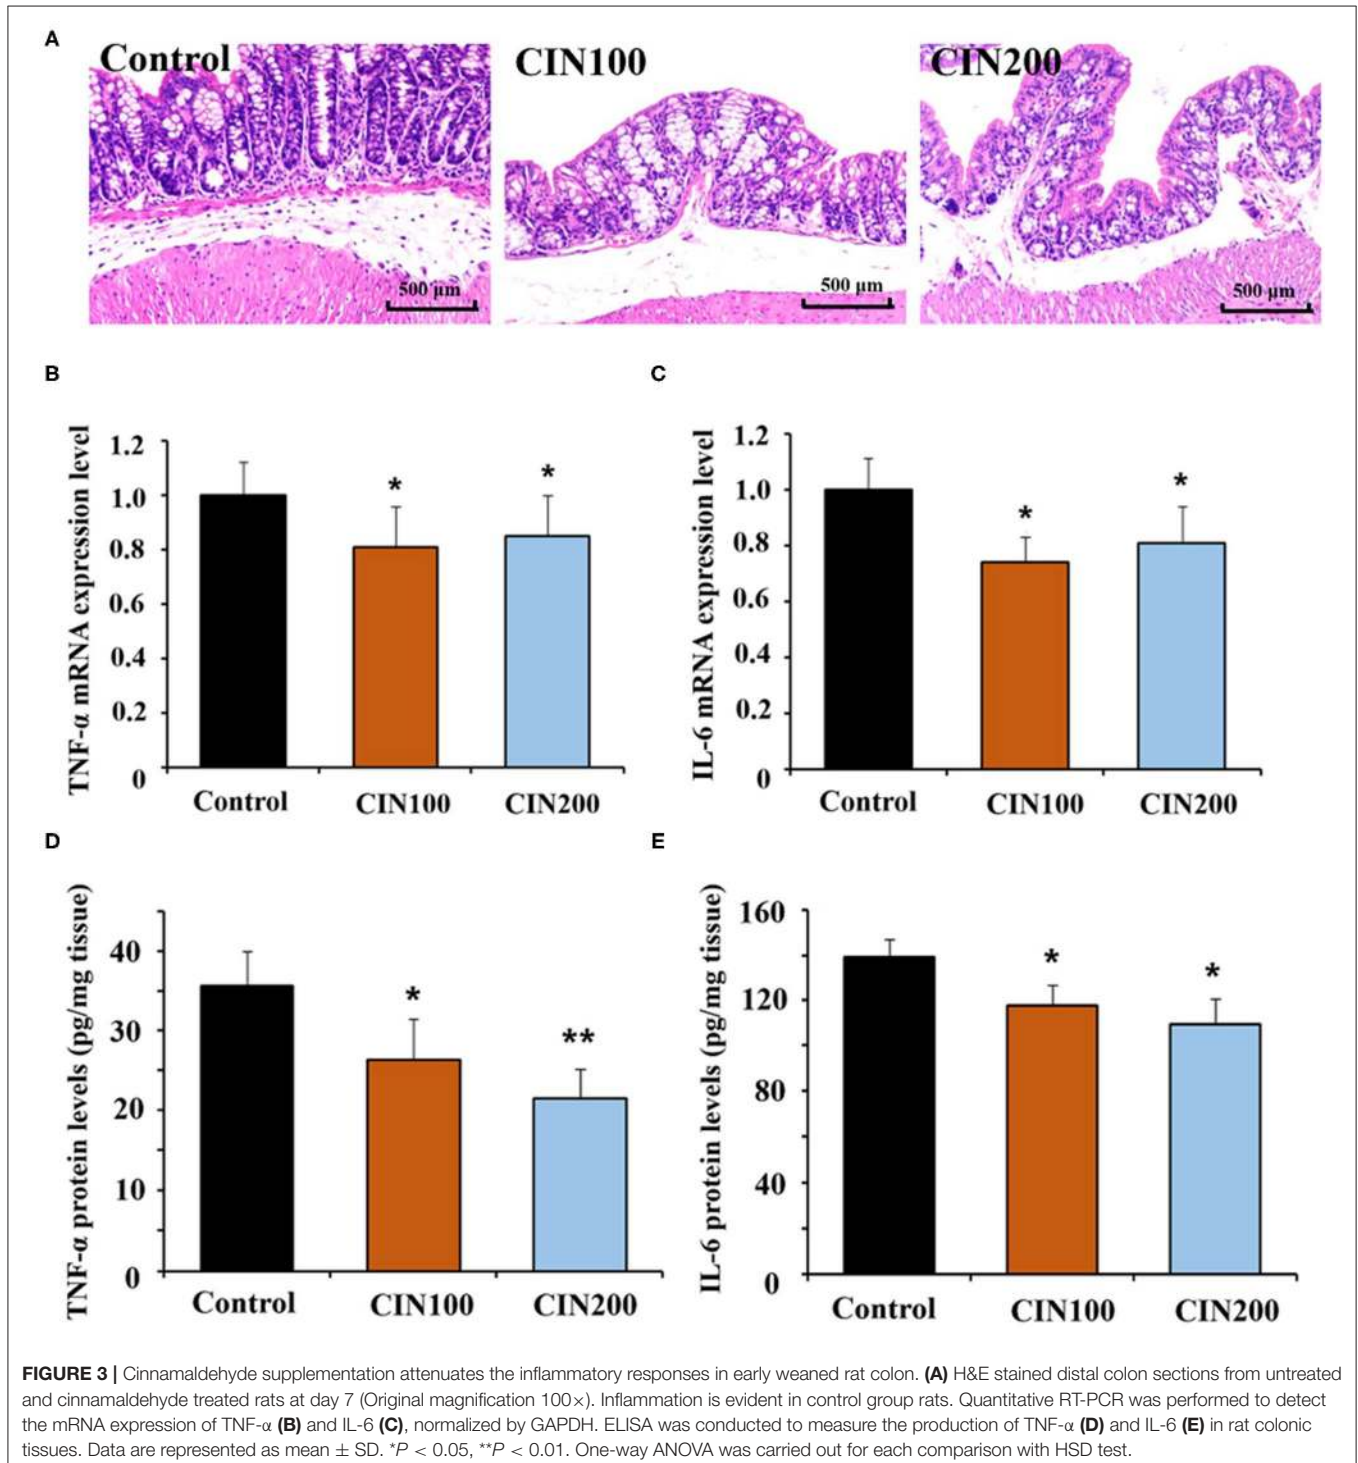 A
Control
CIN100
CIN200
500 μm
500 μm
500 μm
B
TNF-α mRNA expression level
1.2
1.0
0.8
0.6
0.4
0.2
0
*
*
Control
CIN100
CIN200
C
IL-6 mRNA expression level
1.2
1.0
0.8
0.6
0.4
0.2
0
*
*
Control
CIN100
CIN200
D
TNF-α protein levels (pg/mg tissue)
40
30
20
10
0
*
**
Control
CIN100
CIN200
E
IL-6 protein levels (pg/mg tissue)
160
120
80
40
0
*
*
Control
CIN100
CIN200
FIGURE 3 | Cinnamaldehyde supplementation attenuates the inflammatory responses in early weaned rat colon. (A) H&E stained distal colon sections from untreated
and cinnamaldehyde treated rats at day 7 (Original magnification 100×). Inflammation is evident in control group rats. Quantitative RT-PCR was performed to detect
the mRNA expression of TNF-α (B) and IL-6 (C), normalized by GAPDH. ELISA was conducted to measure the production of TNF-α (D) and IL-6 (E) in rat colonic
tissues. Data are represented as mean ± SD. *P < 0.05, **P < 0.01. One-way ANOVA was carried out for each comparison with HSD test.